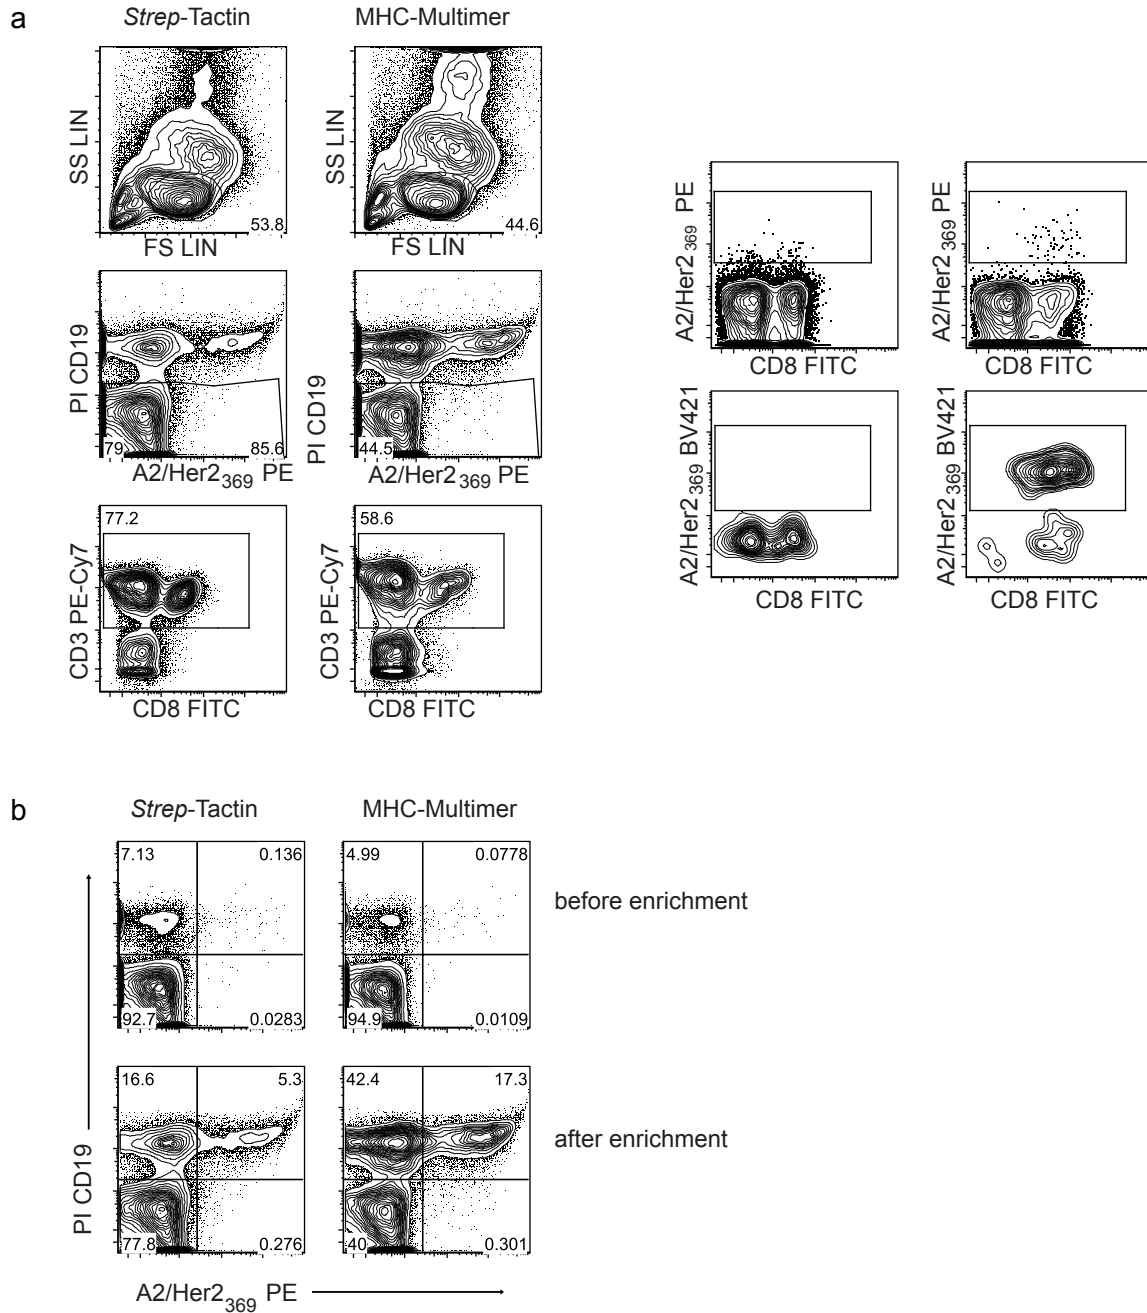 a
Strep-Tactin MHC-Multimer
SS LIN
53.8
FS LIN
SS LIN
44.6
FS LIN
PI CD19
79 85.6
A2/Her2369 PE
PI CD19
44.5
A2/Her2369 PE
77.2
CD3 PE-Cy7
CD8 FITC
58.6
CD3 PE-Cy7
CD8 FITC
A2/Her2369 PE
CD8 FITC
A2/Her2369 PE
CD8 FITC
A2/Her2369 BV421
CD8 FITC
A2/Her2369 BV421
CD8 FITC
b
Strep-Tactin MHC-Multimer
7.13 0.136
92.7 0.0283
4.99 0.0778
94.9 0.0109
before enrichment
16.6 5.3
77.8 0.276
42.4 17.3
40 0.301
after enrichment
PI CD19
A2/Her2369 PE